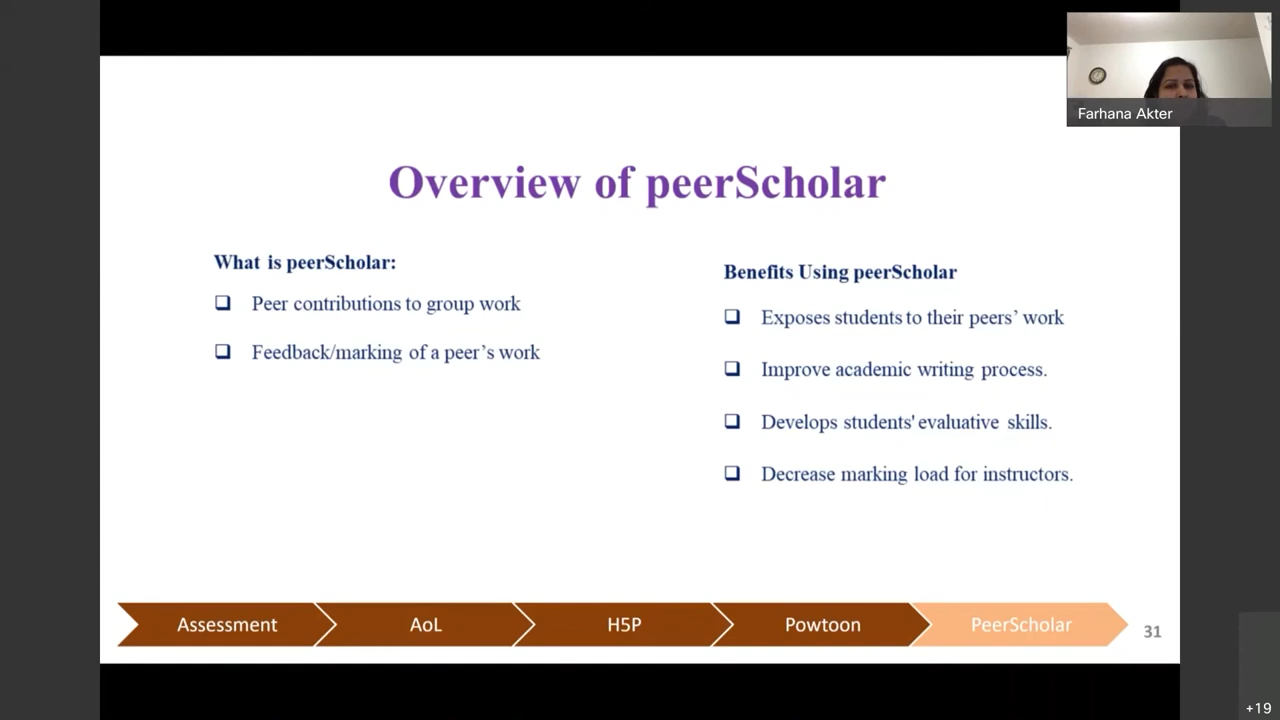 Farhana Akter
Overview of peerScholar
What is peerScholar:
❑ Peer contributions to group work
❑ Feedback/marking of a peer’s work
Benefits Using peerScholar
❑ Exposes students to their peers’ work
❑ Improve academic writing process.
❑ Develops students' evaluative skills.
❑ Decrease marking load for instructors.
Assessment
AoL
H5P
Powtoon
PeerScholar
31
+19